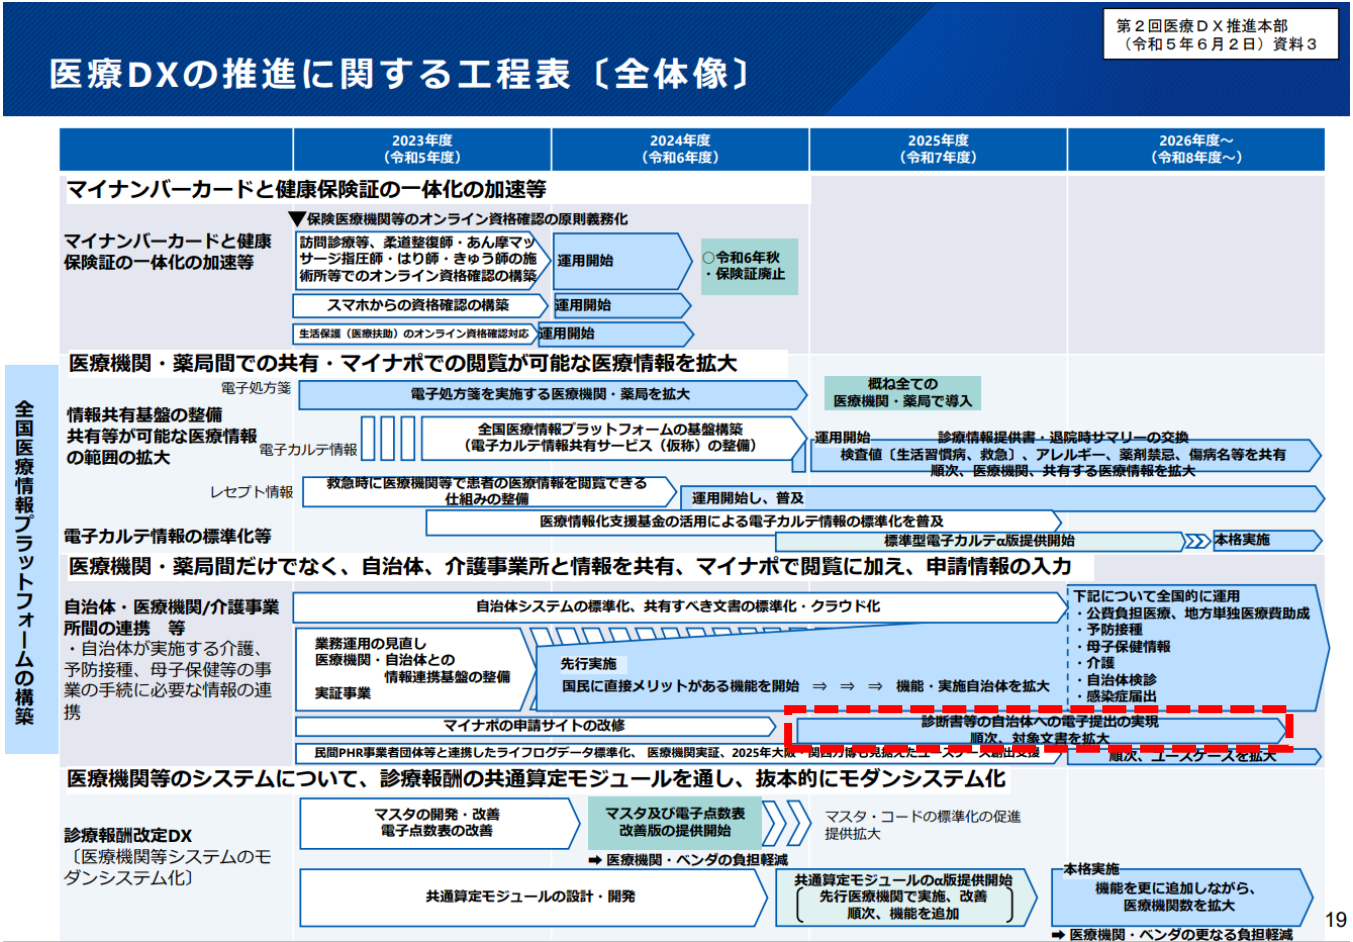 第２回医療ＤＸ推進本部
（令和５年６月２日）資料３
医療DXの推進に関する工程表〔全体像〕
2023年度
（令和5年度）
2024年度
（令和6年度）
2025年度
（令和7年度）
2026年度～
（令和8年度～）
マイナンバーカードと健康保険証の一体化の加速等
▼保険医療機関等のオンライン資格確認の原則義務化
マイナンバーカードと健康
保険証の一体化の加速等
訪問診療等、柔道整復師・あん摩マッ
サージ指圧師・はり師・きゅう師の施
術所等でのオンライン資格確認の構築
運用開始
○令和6年秋
・保険証廃止
スマホからの資格確認の構築
運用開始
生活保護（医療扶助）のオンライン資格確認対応
運用開始
全国医療情報プラットフォームの構築
医療機関・薬局間での共有・マイナポでの閲覧が可能な医療情報を拡大
電子処方箋
電子処方箋を実施する医療機関・薬局を拡大
概ね全ての
医療機関・薬局で導入
情報共有基盤の整備
共有等が可能な医療情報
の範囲の拡大
電子カルテ情報
全国医療情報プラットフォームの基盤構築
（電子カルテ情報共有サービス（仮称）の整備）
運用開始
診療情報提供書・退院時サマリーの交換
検査値〔生活習慣病、救急〕、アレルギー、薬剤禁忌、傷病名等を共有
順次、医療機関、共有する医療情報を拡大
レセプト情報
救急時に医療機関等で患者の医療情報を閲覧できる
仕組みの整備
運用開始し、普及
医療情報化支援基金の活用による電子カルテ情報の標準化を普及
電子カルテ情報の標準化等
標準型電子カルテα版提供開始
本格実施
医療機関・薬局間だけでなく、自治体、介護事業所と情報を共有、マイナポで閲覧に加え、申請情報の入力
自治体・医療機関/介護事業
所間の連携　等
・自治体が実施する介護、
予防接種、母子保健等の事
業の手続に必要な情報の連
携
自治体システムの標準化、共有すべき文書の標準化・クラウド化
業務運用の見直し
医療機関・自治体との
情報連携基盤の整備
実証事業
先行実施
国民に直接メリットがある機能を開始　⇒　⇒　⇒　機能・実施自治体を拡大
下記について全国的に運用
・公費負担医療、地方単独医療費助成
・予防接種
・母子保健情報
・介護
・自治体検診
・感染症届出
マイナポの申請サイトの改修
診断書等の自治体への電子提出の実現
順次、対象文書を拡大
民間PHR事業者団体等と連携したライフログデータ標準化、医療機関実証、2025年大阪・関西万博も見据えたユースケース創出支援
順次、ユースケースを拡大
医療機関等のシステムについて、診療報酬の共通算定モジュールを通し、抜本的にモダンシステム化
診療報酬改定DX
〔医療機関等システムのモ
ダンシステム化〕
マスタの開発・改善
電子点数表の改善
マスタ及び電子点数表
改善版の提供開始
マスタ・コードの標準化の促進
提供拡大
➡ 医療機関・ベンダの負担軽減
共通算定モジュールの設計・開発
共通算定モジュールのα版提供開始
先行医療機関で実施、改善
順次、機能を追加
本格実施
機能を更に追加しながら、
医療機関数を拡大
➡ 医療機関・ベンダの更なる負担軽減
19